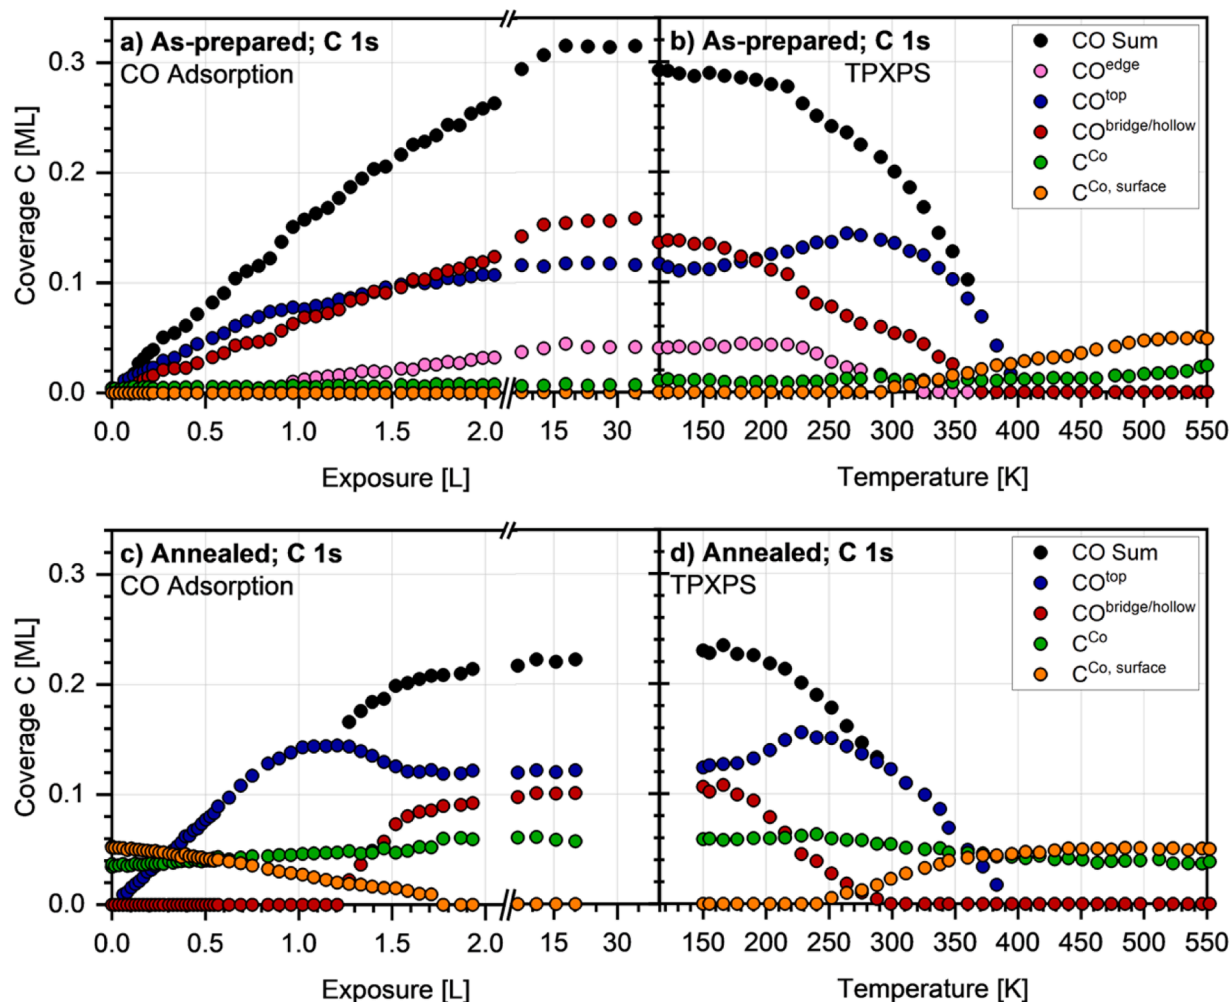 a) As-prepared; C 1s
CO Adsorption
b) As-prepared; C 1s
TPXPS
CO Sum
CO^edge
CO^top
CO^bridge/hollow
C^Co
C^Co, surface
Coverage C [ML]
0.3
0.2
0.1
0.0
0.0 0.5 1.0 1.5 2.0 15 30
150 200 250 300 350 400 450 500 550
Exposure [L]
Temperature [K]
c) Annealed; C 1s
CO Adsorption
d) Annealed; C 1s
TPXPS
CO Sum
CO^top
CO^bridge/hollow
C^Co
C^Co, surface
Coverage C [ML]
0.3
0.2
0.1
0.0
0.0 0.5 1.0 1.5 2.0 15 30
150 200 250 300 350 400 450 500 550
Exposure [L]
Temperature [K]